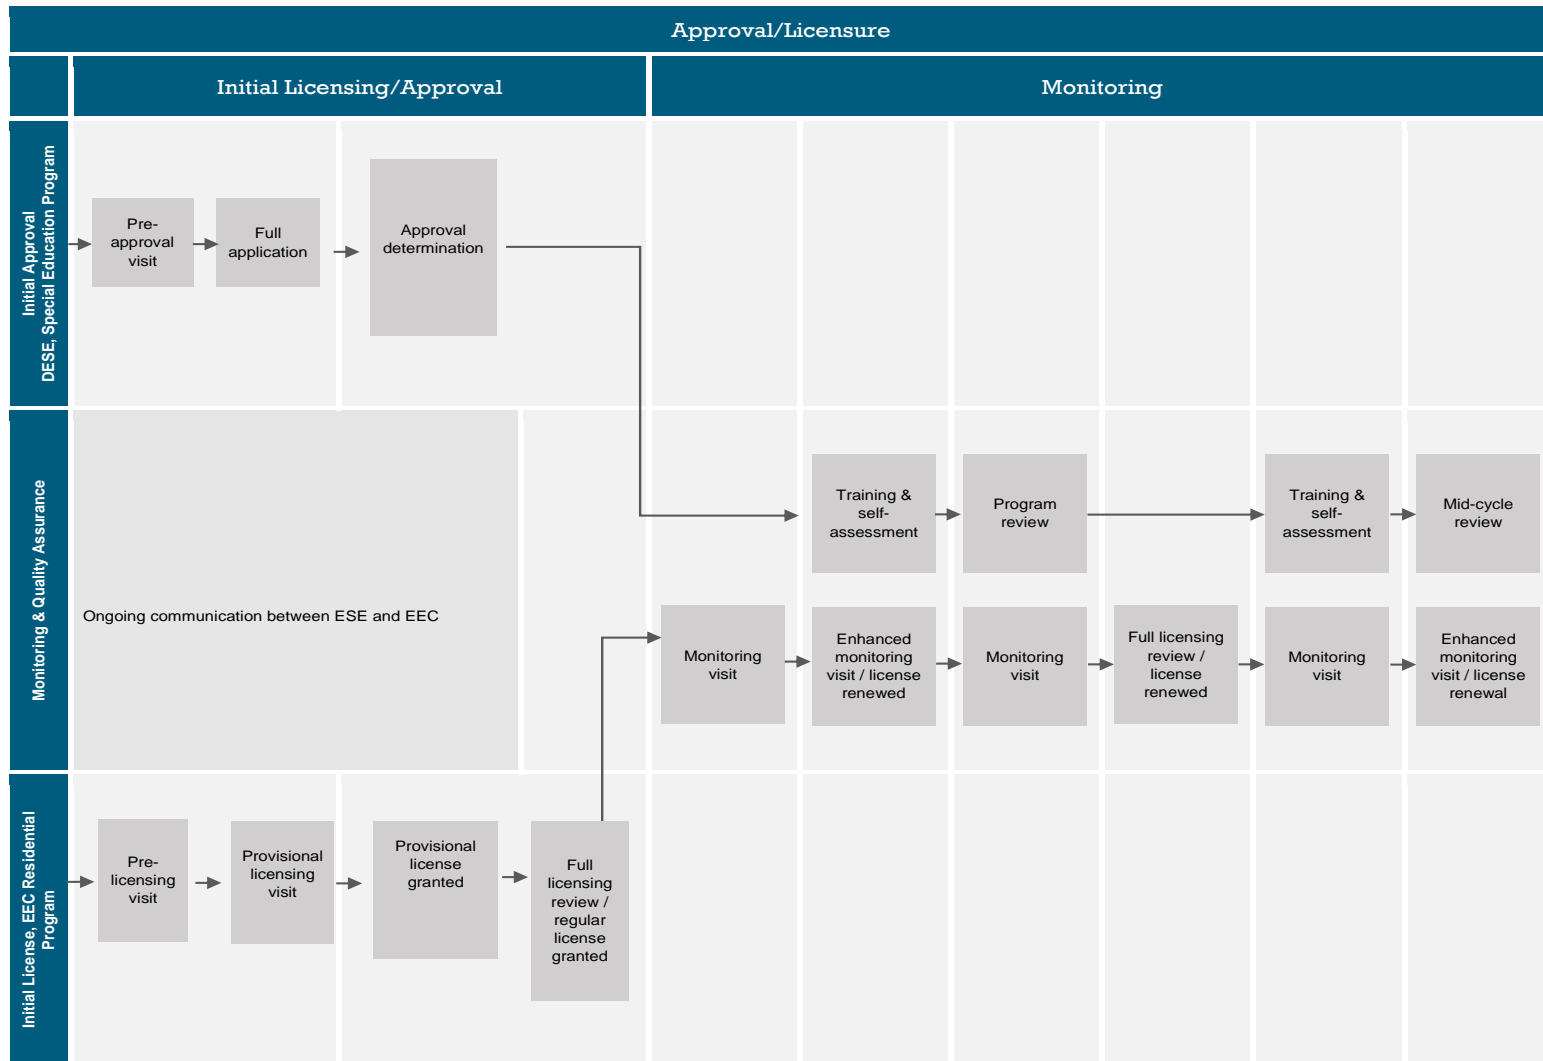 Approval/Licensure
Initial Licensing/Approval
Monitoring
Initial Approval
DESE, Special Education Program
Pre-
approval
visit
Full
application
Approval
determination
Monitoring & Quality Assurance
Ongoing communication between ESE and EEC
Training &
self-
assessment
Program
review
Training &
self-
assessment
Mid-cycle
review
Monitoring
visit
Enhanced
monitoring
visit / license
renewed
Monitoring
visit
Full licensing
review /
license
renewed
Monitoring
visit
Enhanced
monitoring
visit / license
renewal
Initial License, EEC Residential
Program
Pre-
licensing
visit
Provisional
licensing
visit
Provisional
license
granted
Full
licensing
review /
regular
license
granted